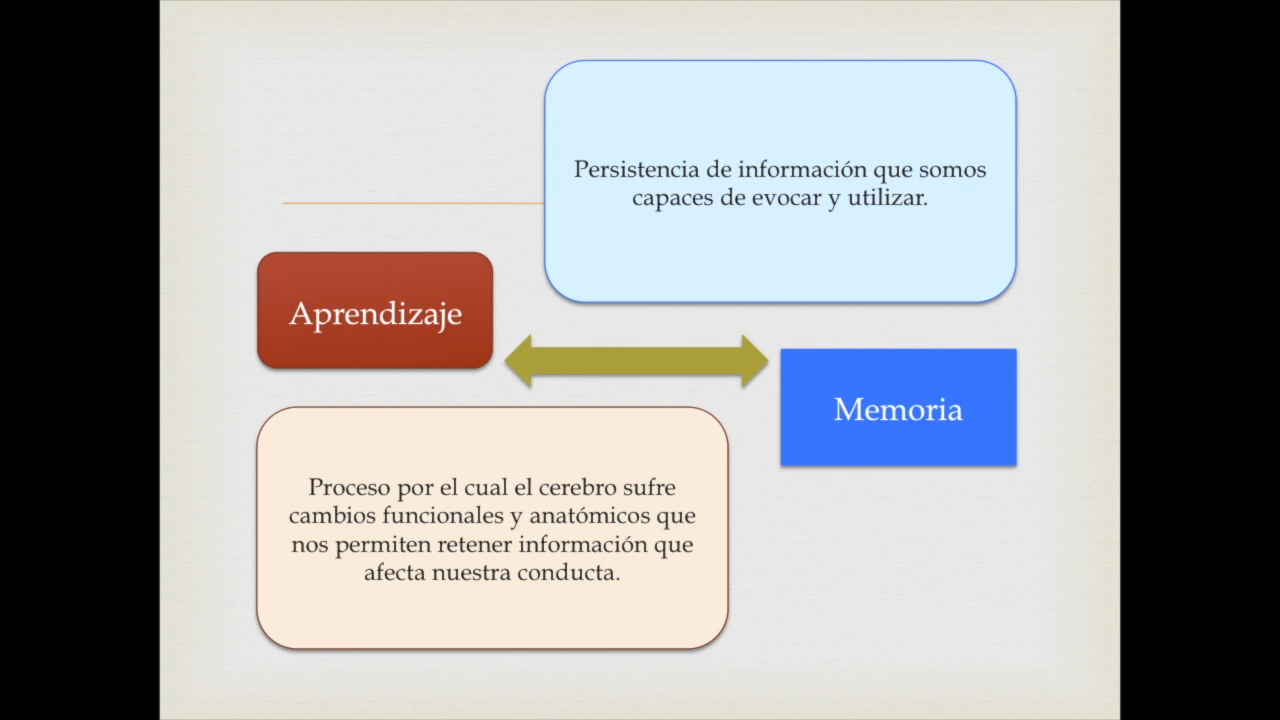 Persistencia de información que somos
capaces de evocar y utilizar.
Aprendizaje
Memoria
Proceso por el cual el cerebro sufre
cambios funcionales y anatómicos que
nos permiten retener información que
afecta nuestra conducta.